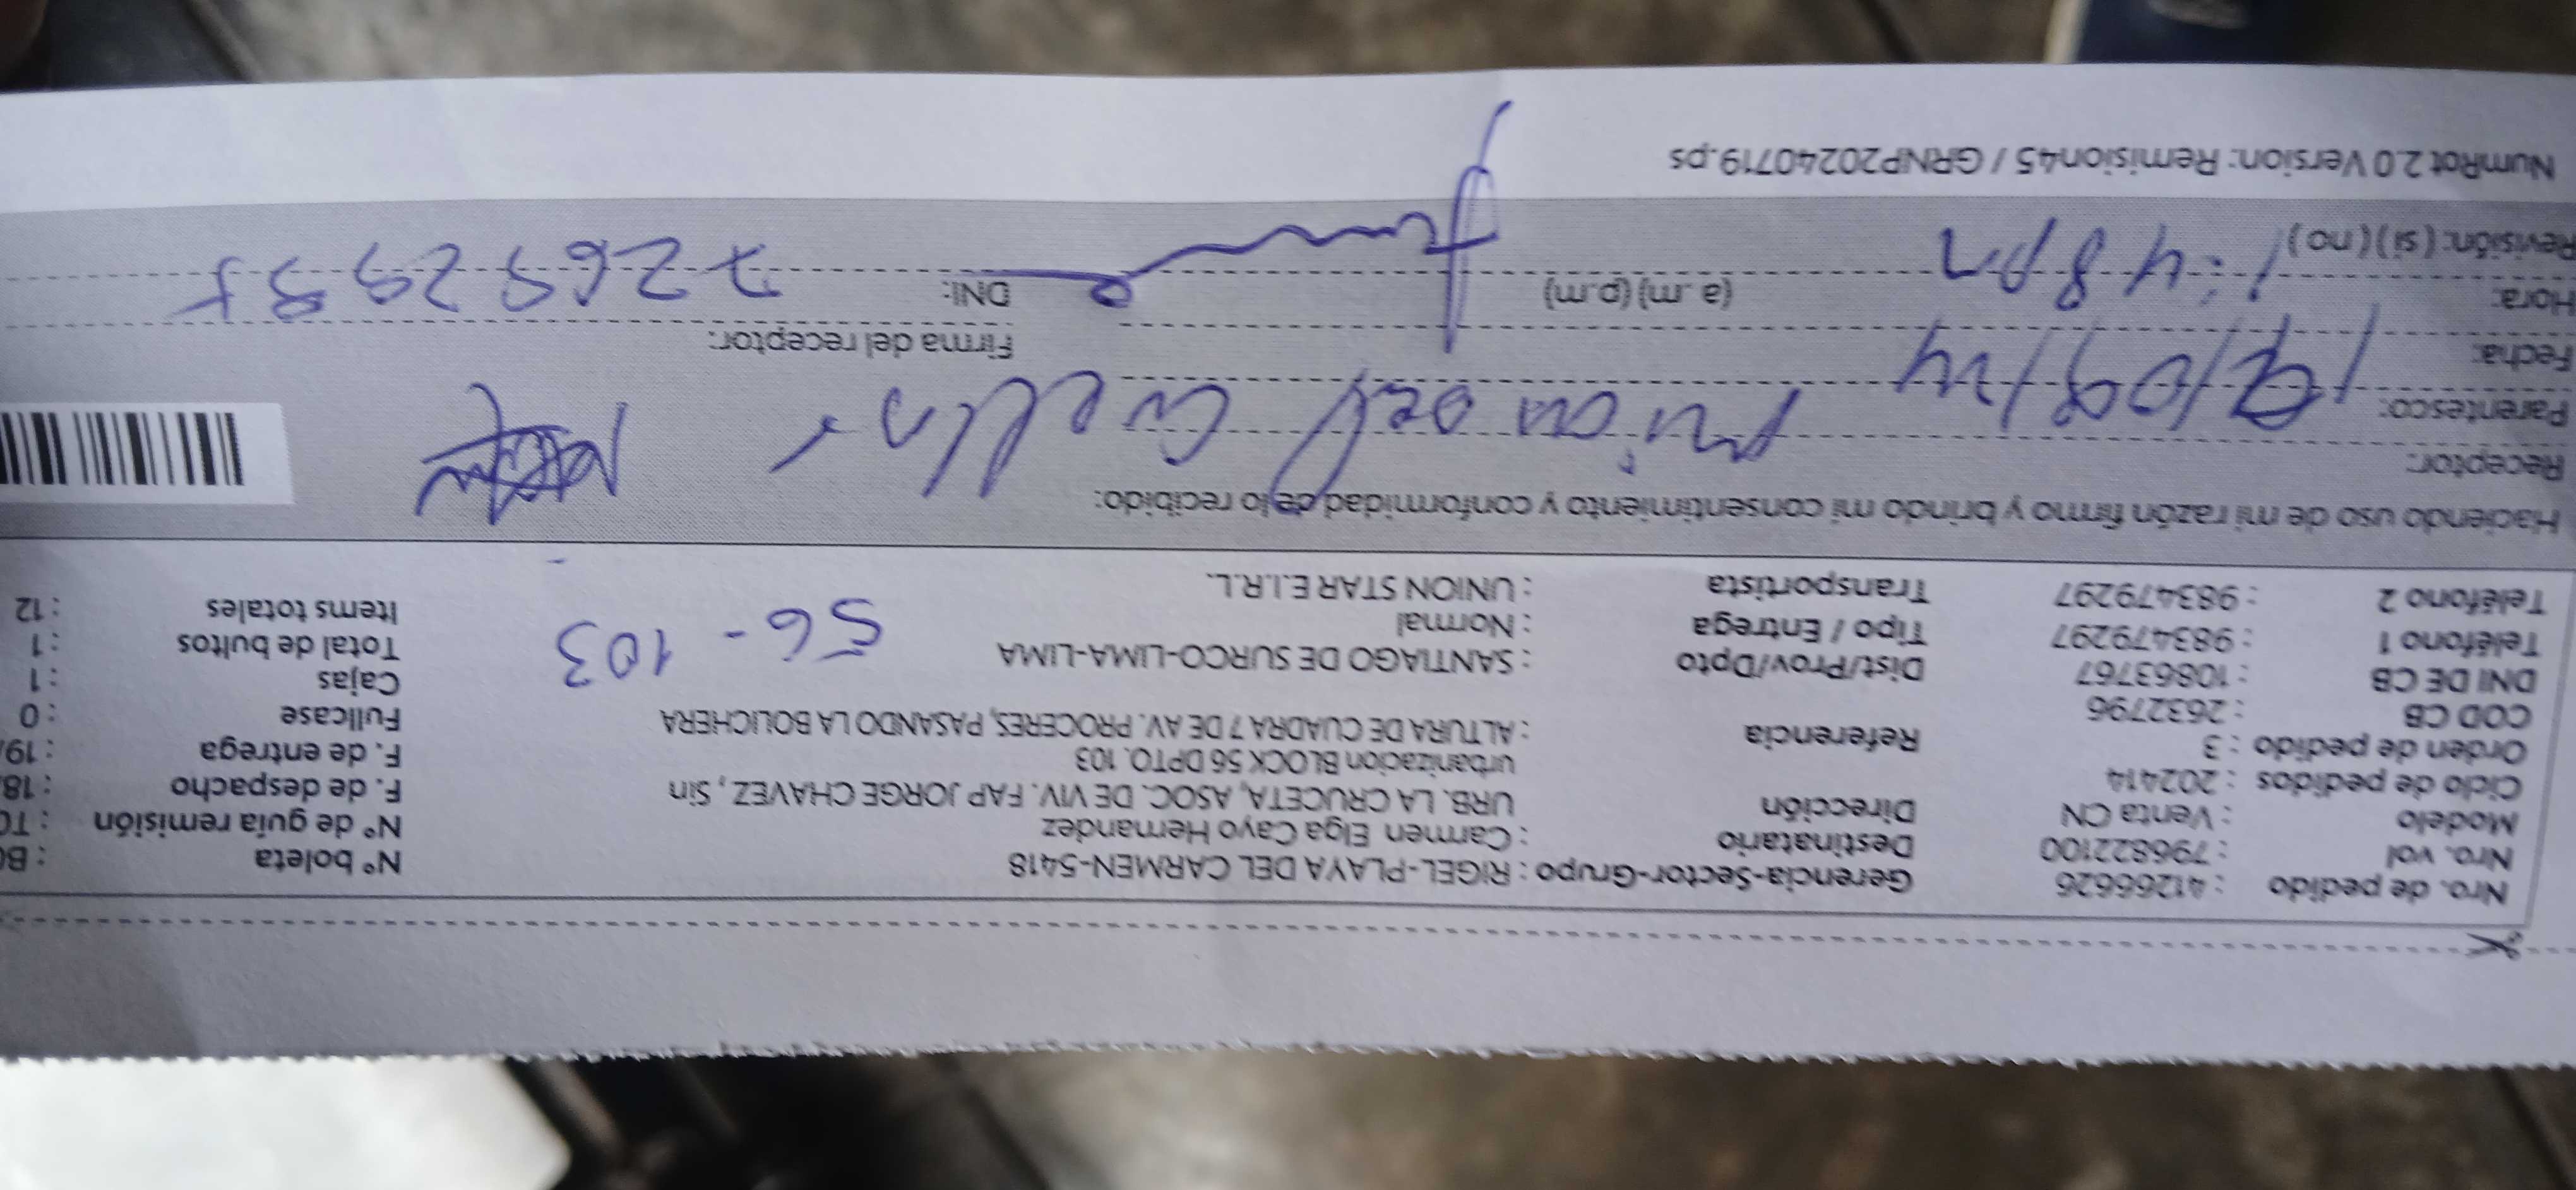 Nro. de pedido : 41266626 Gerencia-Sector-Grupo : RIGEL-PLAYA DEL CARMEN-5418 N° boleta : B
Nro. vol : 796822100 Destinatario : Carmen Elga Cayo Hernandez N° de guía remisión : T
Modelo : Venta CN Dirección URB. LA CRUCETA, ASOC. DE VIV. FAP JORGE CHAVEZ, Sin F. de despacho : 18
Ciclo de pedidos : 202414 urbanizacion BLOCK 56 DPTO. 103 F. de entrega : 19
Orden de pedido : 3 Referencia : ALTURA DE CUADRA 7 DE AV. PROCERES, PASANDO LA BOLICHERA Fullcase : 0
COD CB : 2632796 Cajas : 1
DNI DE CB : 10863767 Dist/Prov/Dpto : SANTIAGO DE SURCO-LIMA-LIMA Total de bultos : 1
Teléfono 1 : 983479297 Tipo / Entrega : Normal Items totales : 12
Teléfono 2 : 983479297 Transportista : UNION STAR E.I.R.L.
56 - 103
Haciendo uso de mi razón firmo y brindo mi consentimiento y conformidad de lo recibido:
Receptor:
Parentesco:
Fecha: 19/08/24 Firma del receptor:
Hora: 1:48 pm (a.m) (p.m) DNI:
Revisión: (si) (no)
NumRot 2.0 Version: Remision45 / GRNP20240719.ps